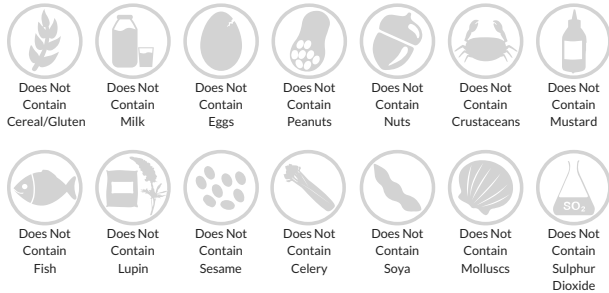 Does Not Does Not Does Not Does Not Does Not Does Not Does Not
Contain Contain Contain Contain Contain Contain Contain
Cereal/Gluten Milk Eggs Peanuts Nuts Crustaceans Mustard
SO₂
Does Not Does Not Does Not Does Not Does Not Does Not Does Not
Contain Contain Contain Contain Contain Contain Contain
Fish Lupin Sesame Celery Soya Molluscs Sulphur
Dioxide